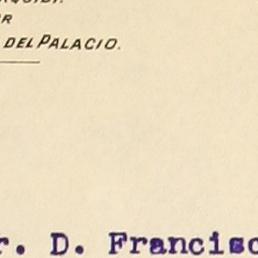 R
DEL PALACIO.
r. D. Francisc